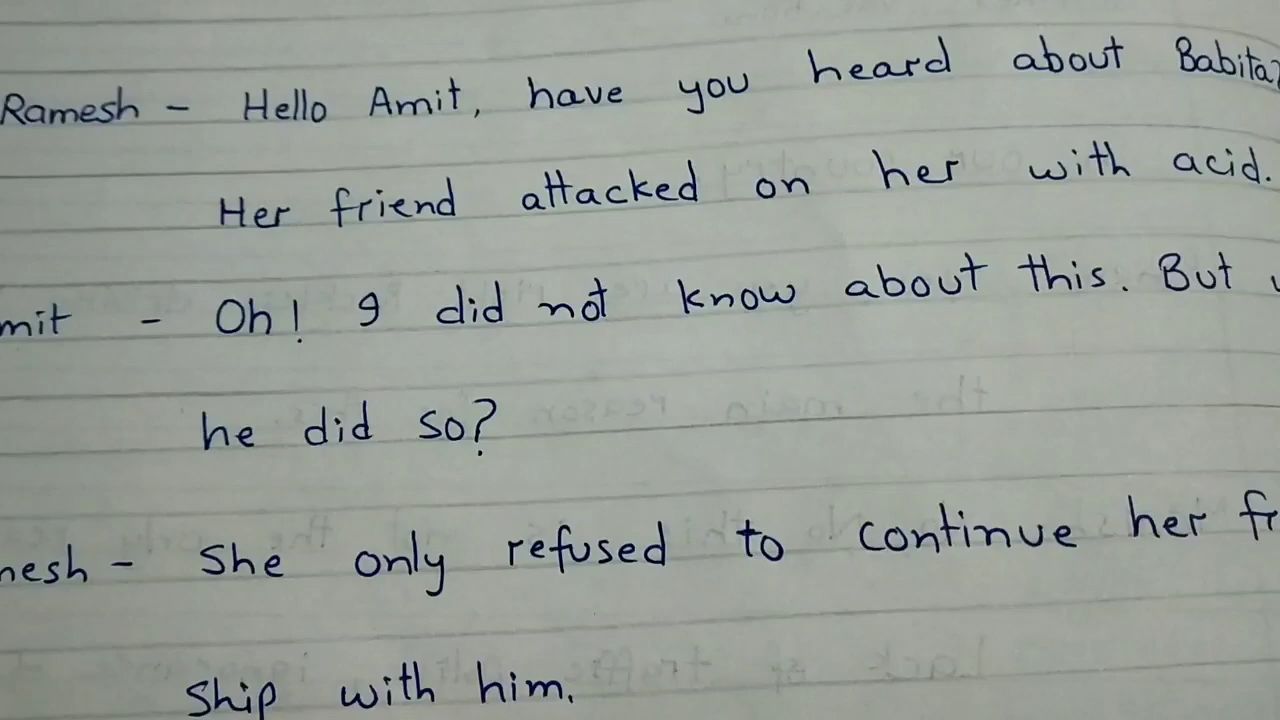 Ramesh - Hello Amit, have you heard about Babita?
Her friend attacked on her with acid.
mit - Oh! I did not know about this. But
he did so?
mesh - She only refused to continue her fr
ship with him.